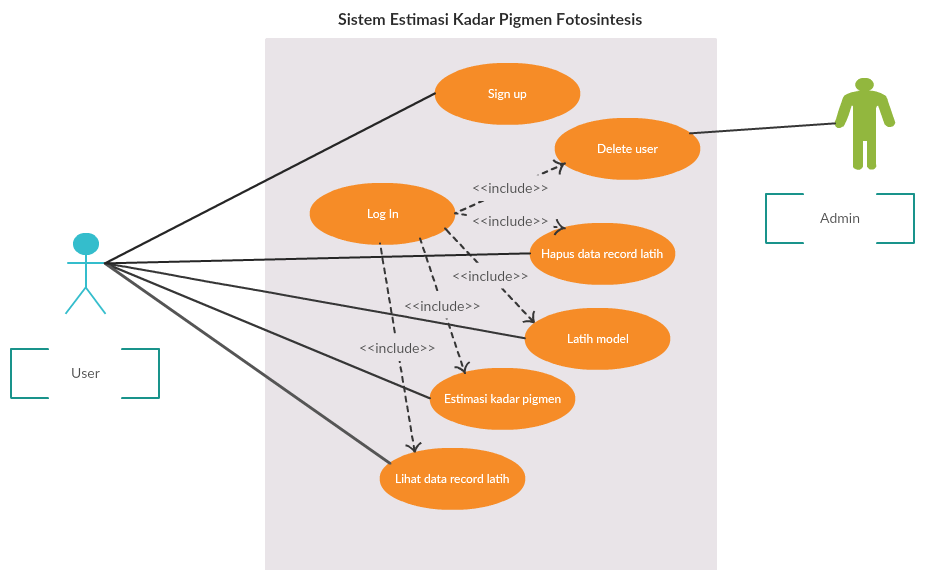 Sistem Estimasi Kadar Pigmen Fotosintesis
Sign up
Delete user
<<include>>
Log In
<<include>>
Admin
Hapus data record latih
<<include>>
<<include>>
Latih model
<<include>>
User
Estimasi kadar pigmen
Lihat data record latih